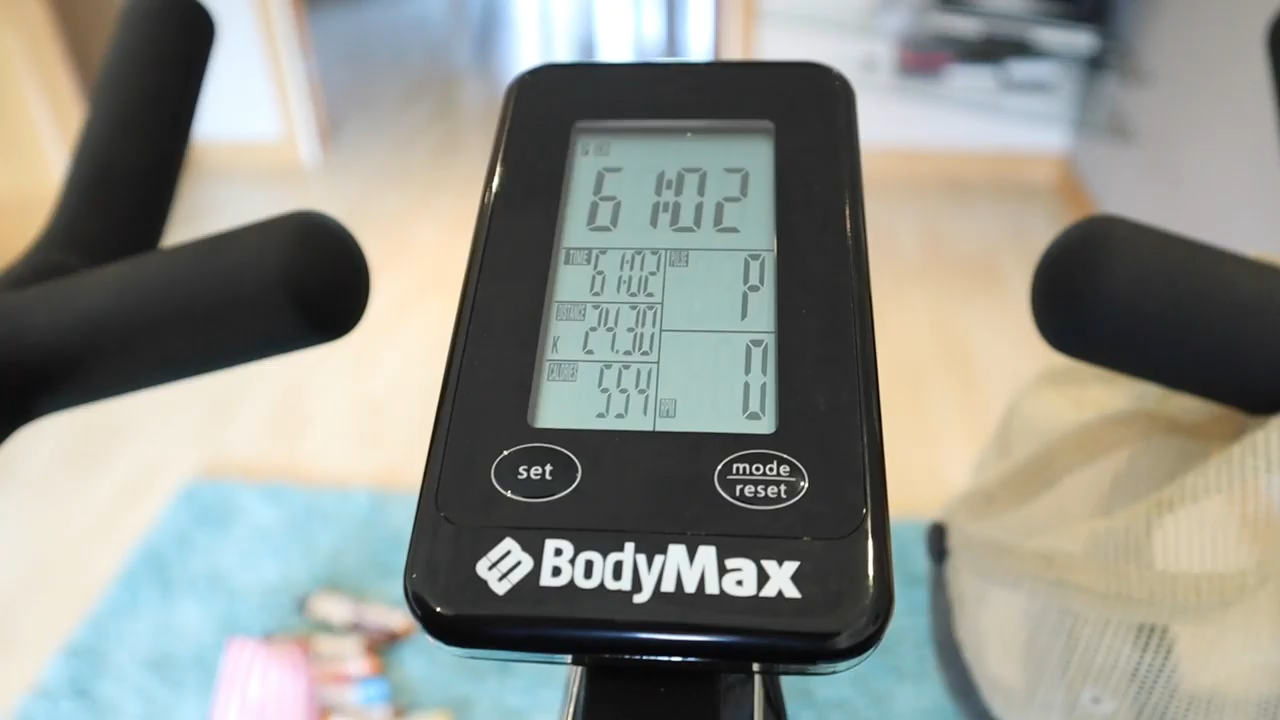 61:02
TIME 61:02
PULSE P
DISTANCE 24.30
K
CALORIES 554
RPM 0
set
mode
reset
BodyMax